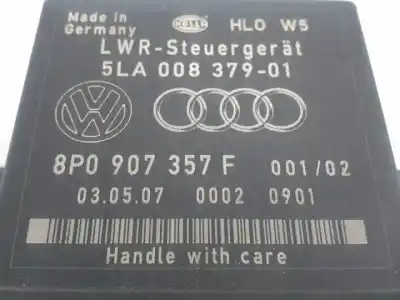 Made in
Germany
HELLA
HLO W5
LWR-Steuergerät
5LA 008 379-01
8P0 907 357 F 001/02
03.05.07 0002 0901
Handle with care